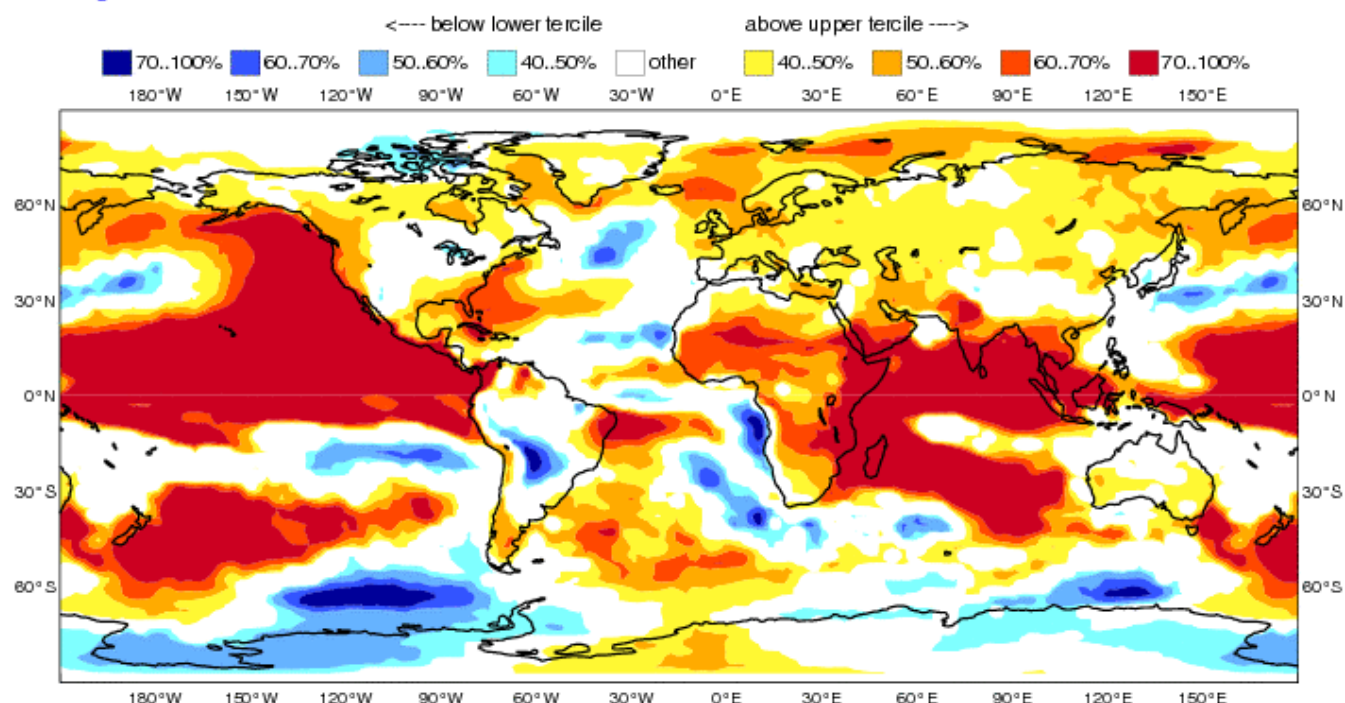 <---- below lower tercile above upper tercile ---->
70..100% 60..70% 50..60% 40..50% other 40..50% 50..60% 60..70% 70..100%
180°W 150°W 120°W 90°W 60°W 30°W 0°E 30°E 60°E 90°E 120°E 150°E
60°N 60°N
30°N 30°N
0°N 0°N
30°S 30°S
60°S 60°S
180°W 150°W 120°W 90°W 60°W 30°W 0°E 30°E 60°E 90°E 120°E 150°E